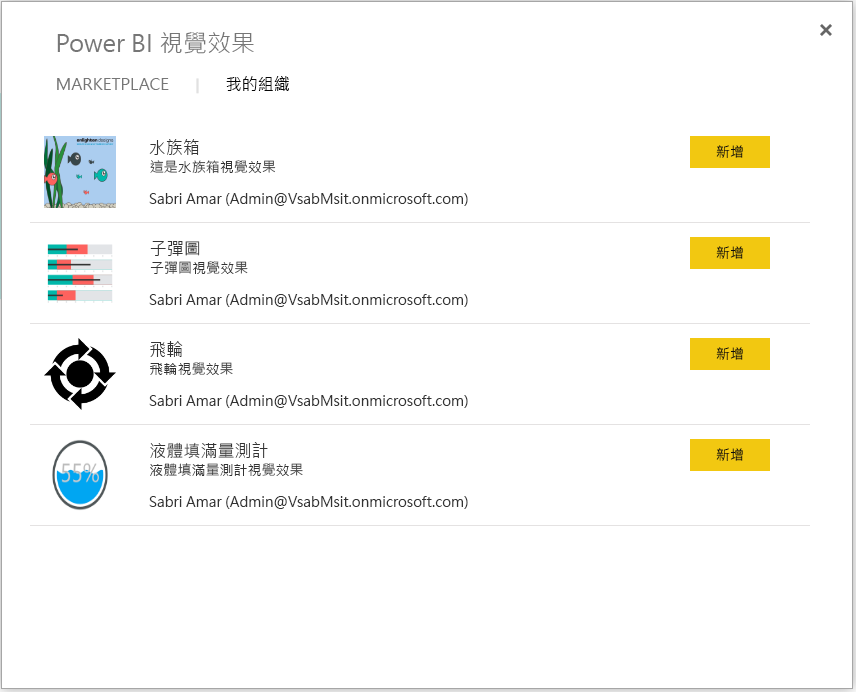 Power BI 視覺效果
MARKETPLACE | 我的組織
enlighten designs
水族箱
這是水族箱視覺效果
Sabri Amar (Admin@VsabMsit.onmicrosoft.com)
新增
子彈圖
子彈圖視覺效果
Sabri Amar (Admin@VsabMsit.onmicrosoft.com)
新增
飛輪
飛輪視覺效果
Sabri Amar (Admin@VsabMsit.onmicrosoft.com)
新增
55%
液體填滿量測計
液體填滿量測計視覺效果
Sabri Amar (Admin@VsabMsit.onmicrosoft.com)
新增